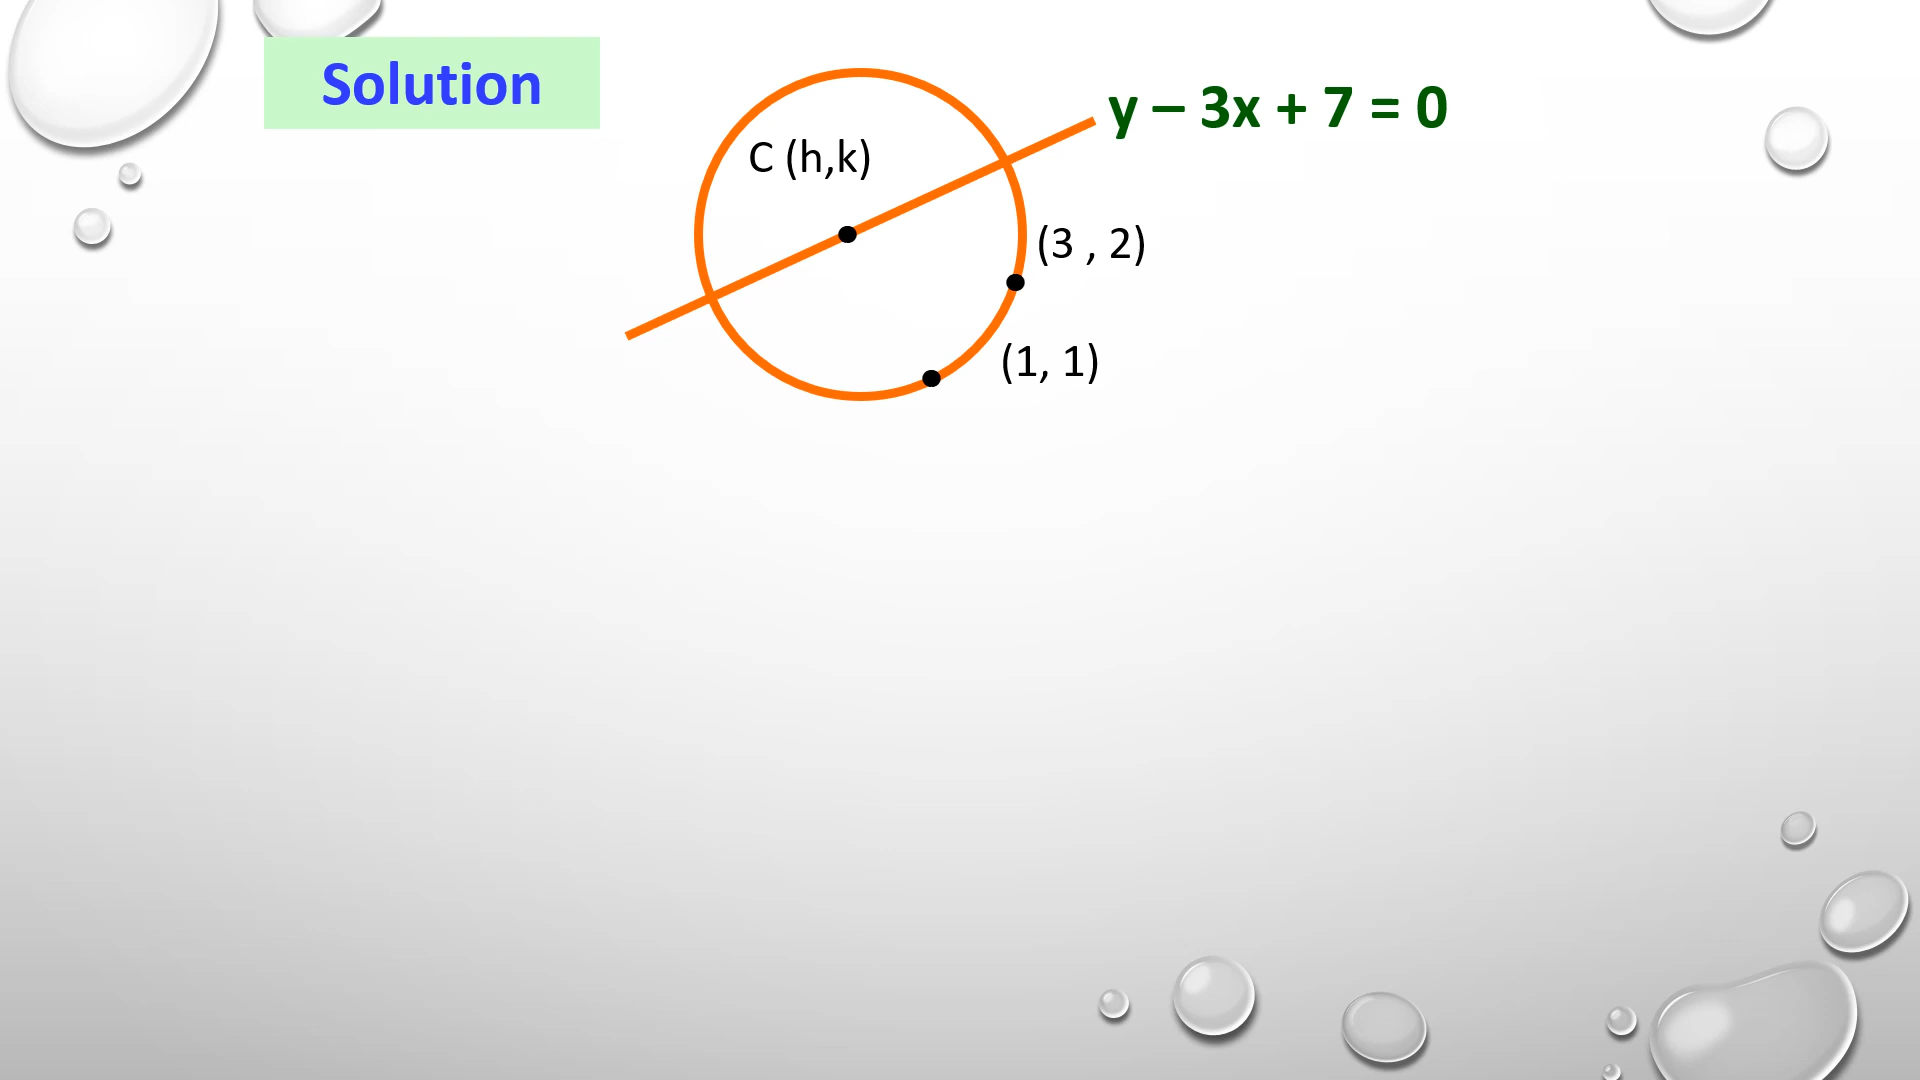 Solution
y – 3x + 7 = 0
C (h,k)
(3 , 2)
(1, 1)